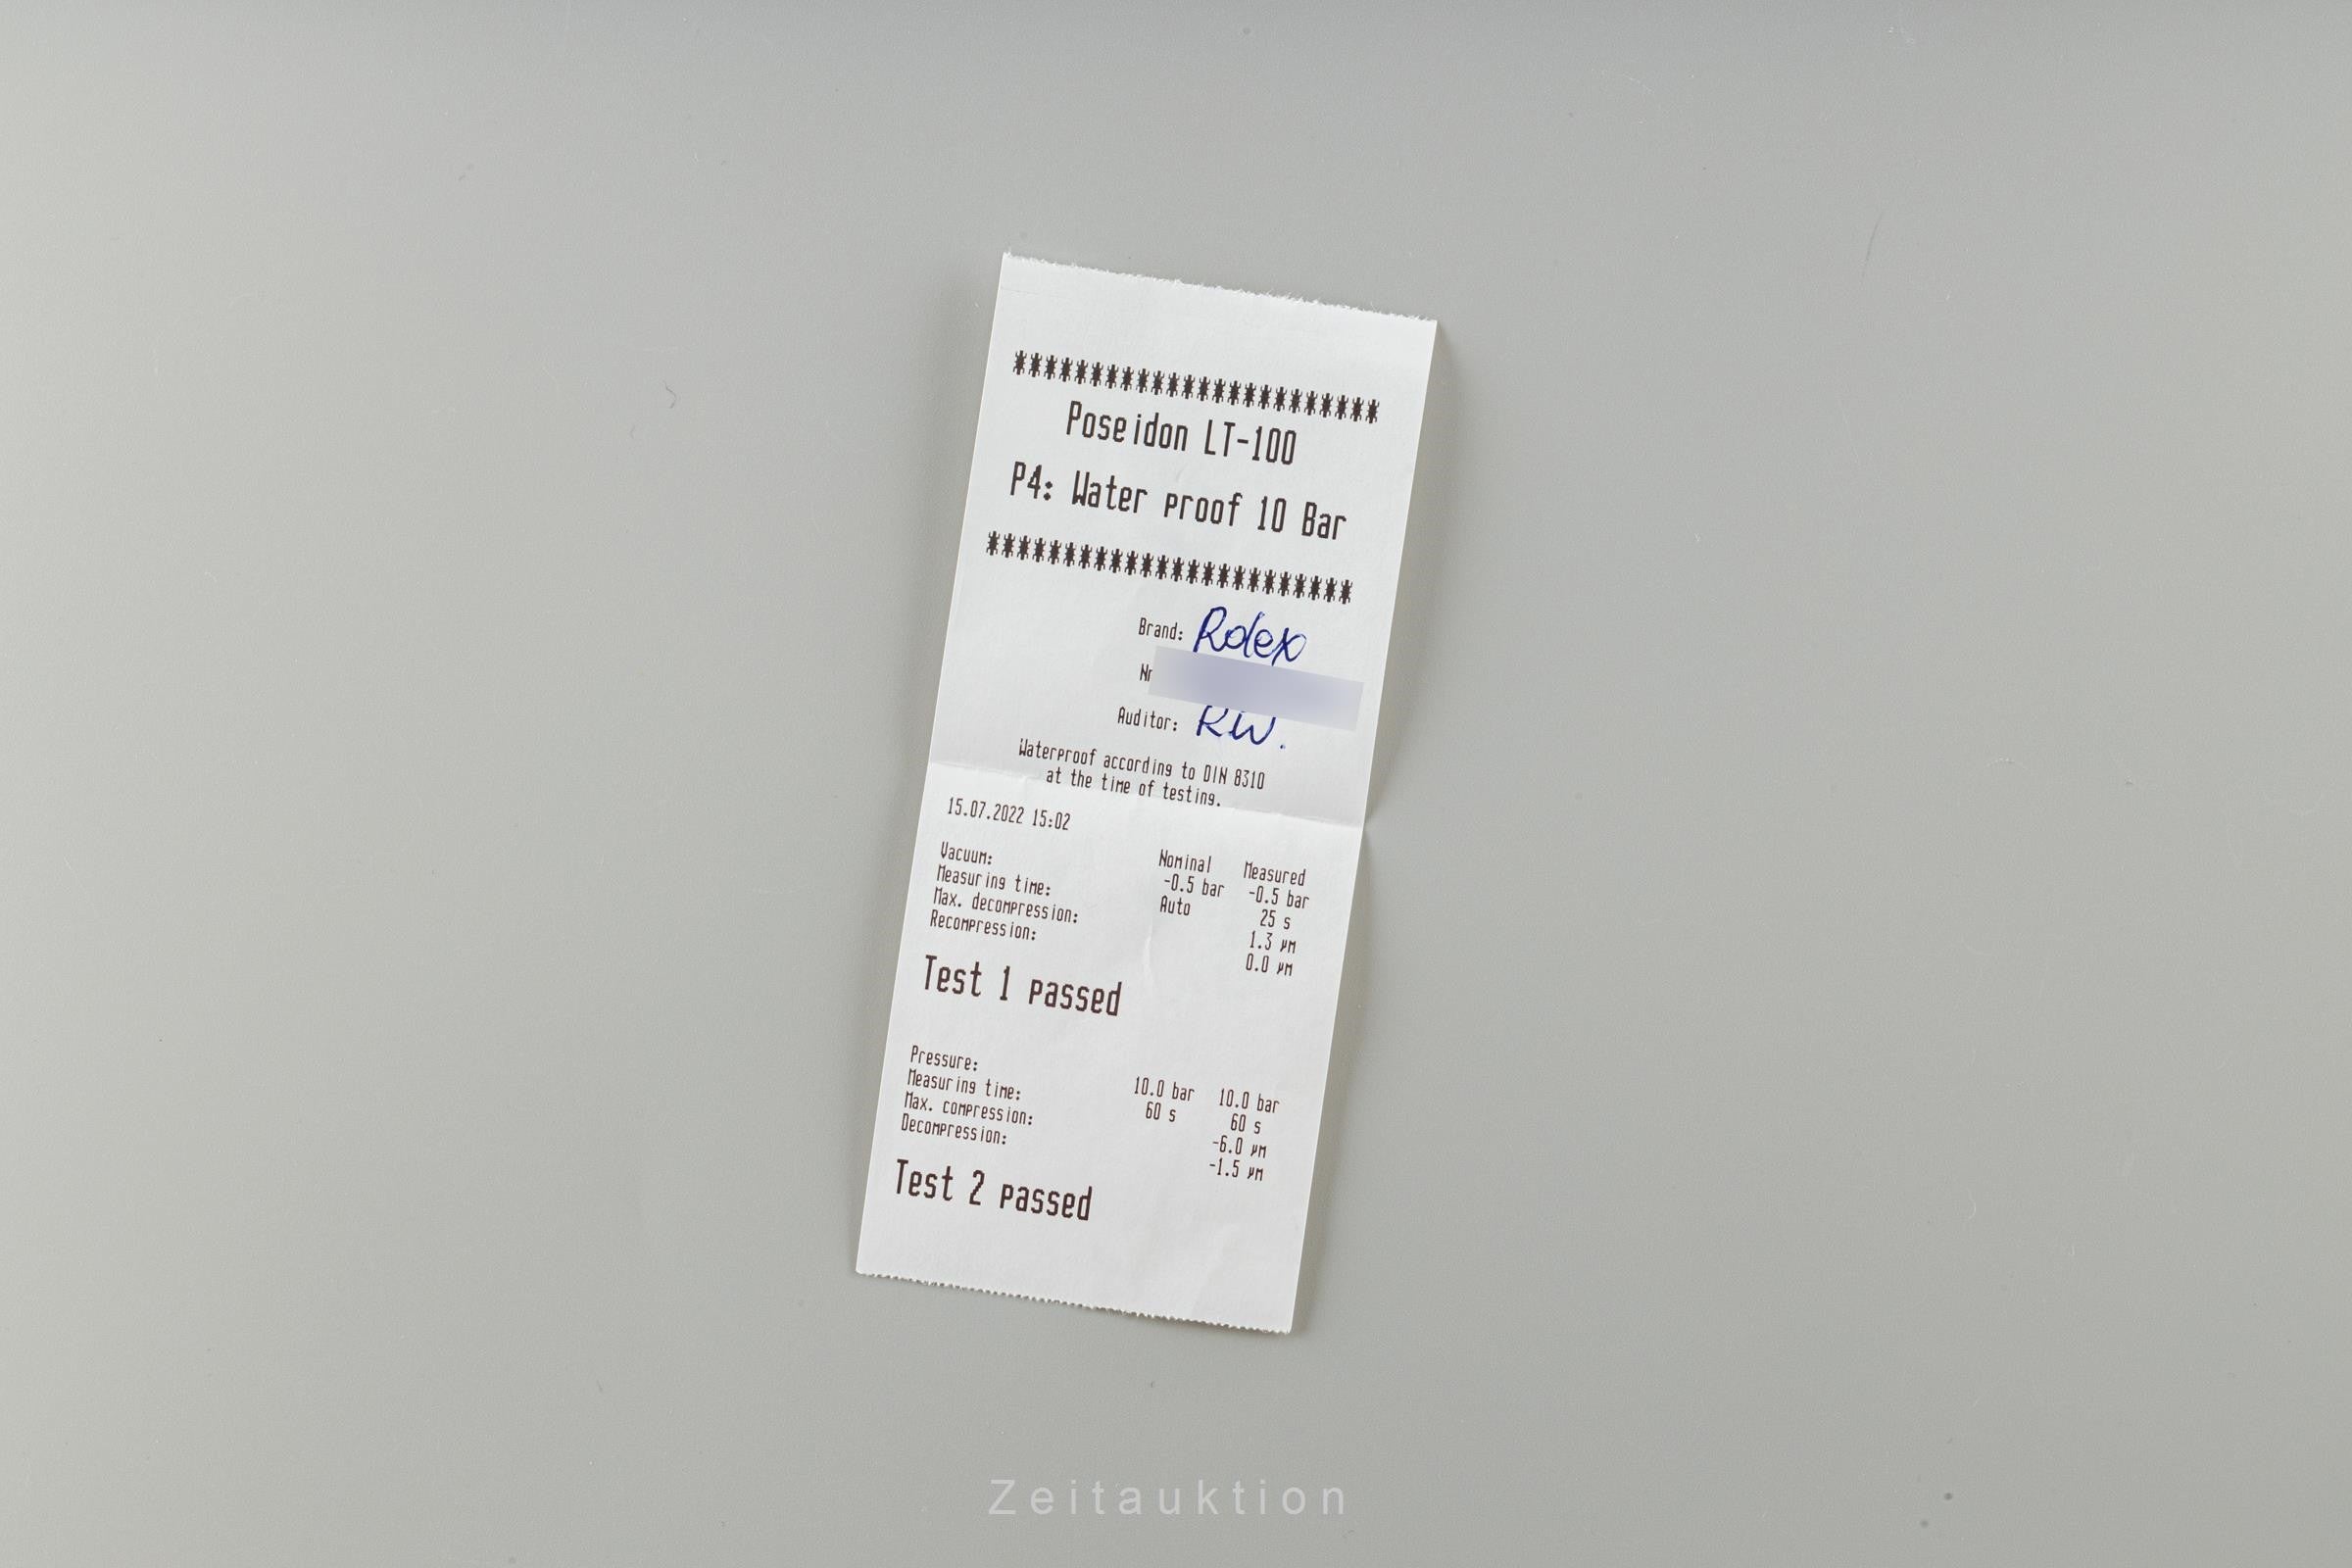 ************************
Poseidon LT-100
P4: Water proof 10 Bar
************************
Brand: Rolex
Nr
Auditor: RW.
Waterproof according to DIN 8310
at the time of testing.
15.07.2022 15:02
Nominal Measured
Vacuum: -0.5 bar -0.5 bar
Measuring time: Auto 25 s
Max. decompression: 1.3 µm
Recompression: 0.0 µm
Test 1 passed
Pressure: 10.0 bar 10.0 bar
Measuring time: 60 s 60 s
Max. compression: -6.0 µm
Decompression: -1.5 µm
Test 2 passed
Zeitauktion